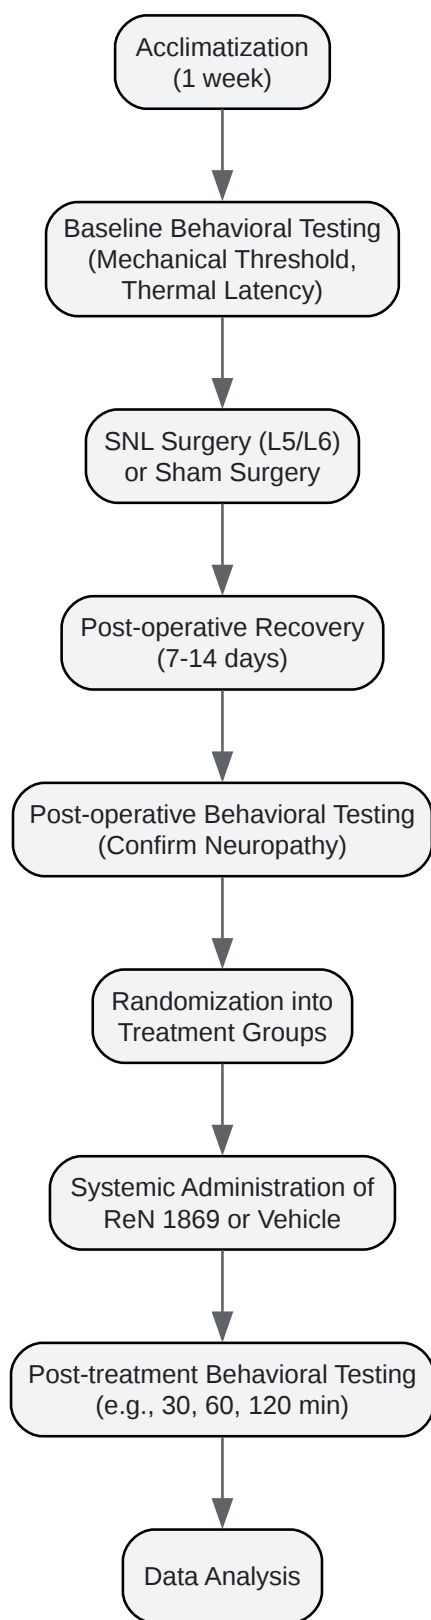 Acclimatization
(1 week)
Baseline Behavioral Testing
(Mechanical Threshold,
Thermal Latency)
SNL Surgery (L5/L6)
or Sham Surgery
Post-operative Recovery
(7-14 days)
Post-operative Behavioral Testing
(Confirm Neuropathy)
Randomization into
Treatment Groups
Systemic Administration of
ReN 1869 or Vehicle
Post-treatment Behavioral Testing
(e.g., 30, 60, 120 min)
Data Analysis